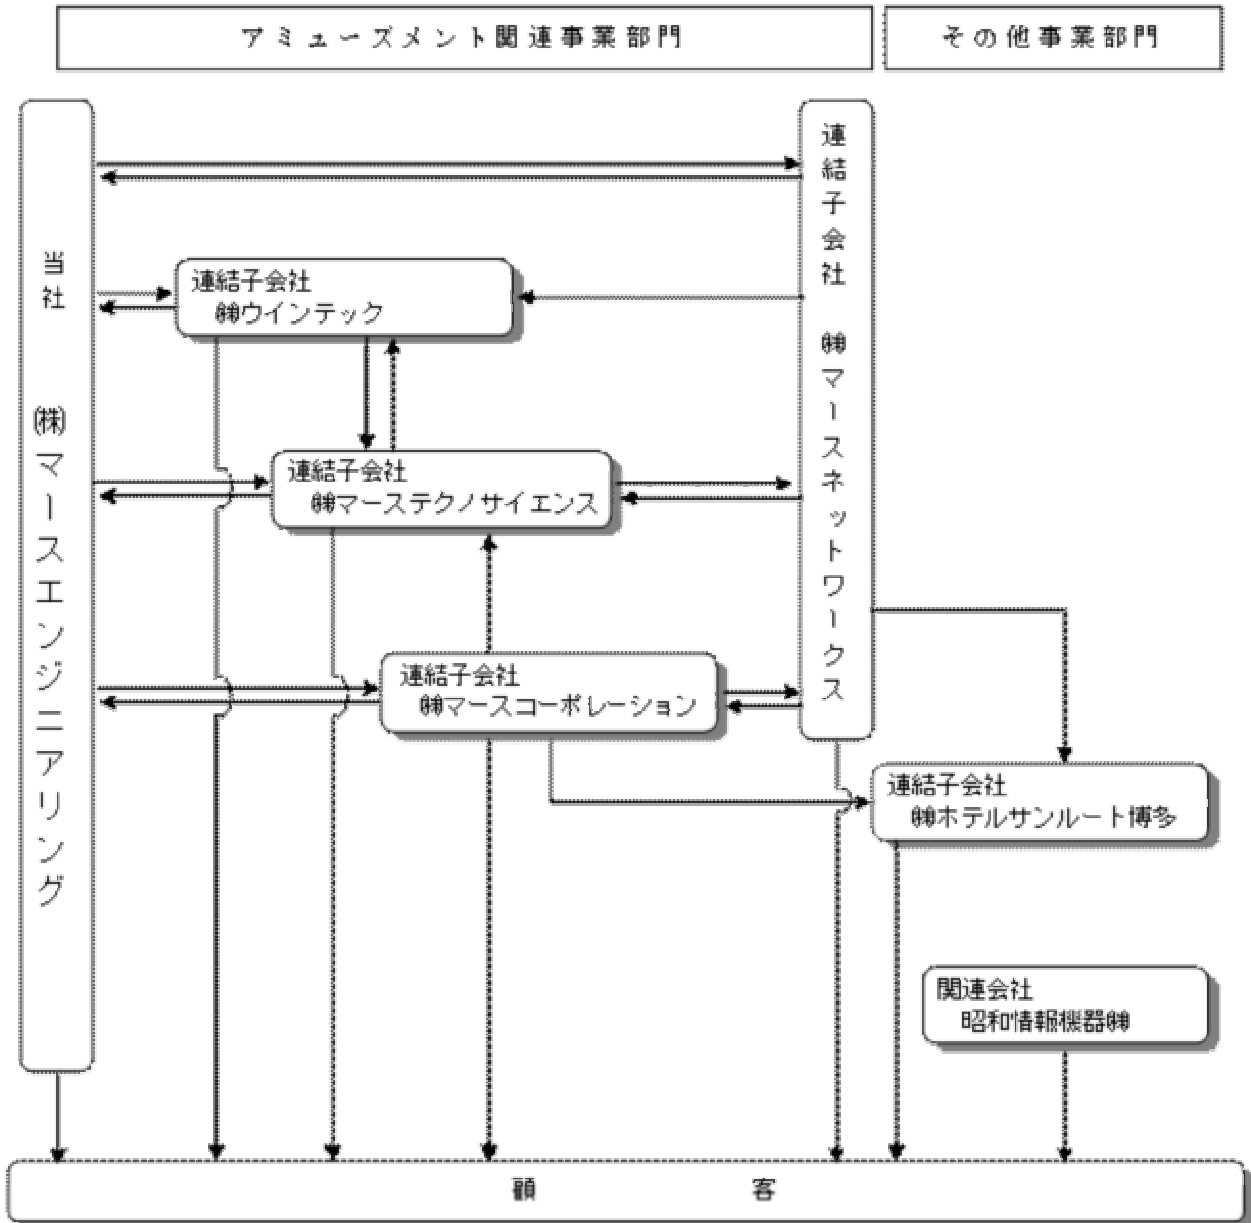 アミューズメント関連事業部門
その他事業部門
当社 ㈱マースエンジニアリング
連結子会社 ㈱マースネットワークス
連結子会社
㈱ウインテック
連結子会社
㈱マーステクノサイエンス
連結子会社
㈱マースコーポレーション
連結子会社
㈱ホテルサンルート博多
関連会社
昭和情報機器㈱
顧客